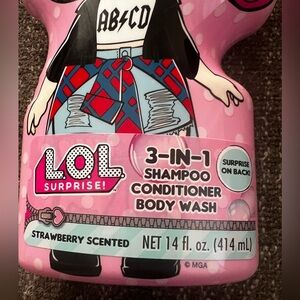 AB⚡CD
L.O.L
SURPRISE!
3-IN-1
SHAMPOO
CONDITIONER
BODY WASH
SURPRISE
ON BACK!
STRAWBERRY SCENTED
NET 14 fl. oz. (414 mL)
© MGA